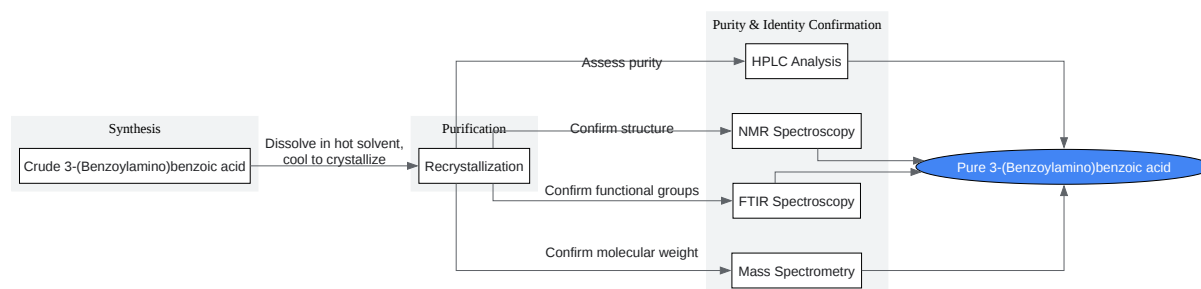 Purity & Identity Confirmation
Assess purity
HPLC Analysis
Synthesis
Purification
Dissolve in hot solvent,
cool to crystallize
Confirm structure
NMR Spectroscopy
Crude 3-(Benzoylamino)benzoic acid
Recrystallization
Pure 3-(Benzoylamino)benzoic acid
Confirm functional groups
FTIR Spectroscopy
Confirm molecular weight
Mass Spectrometry